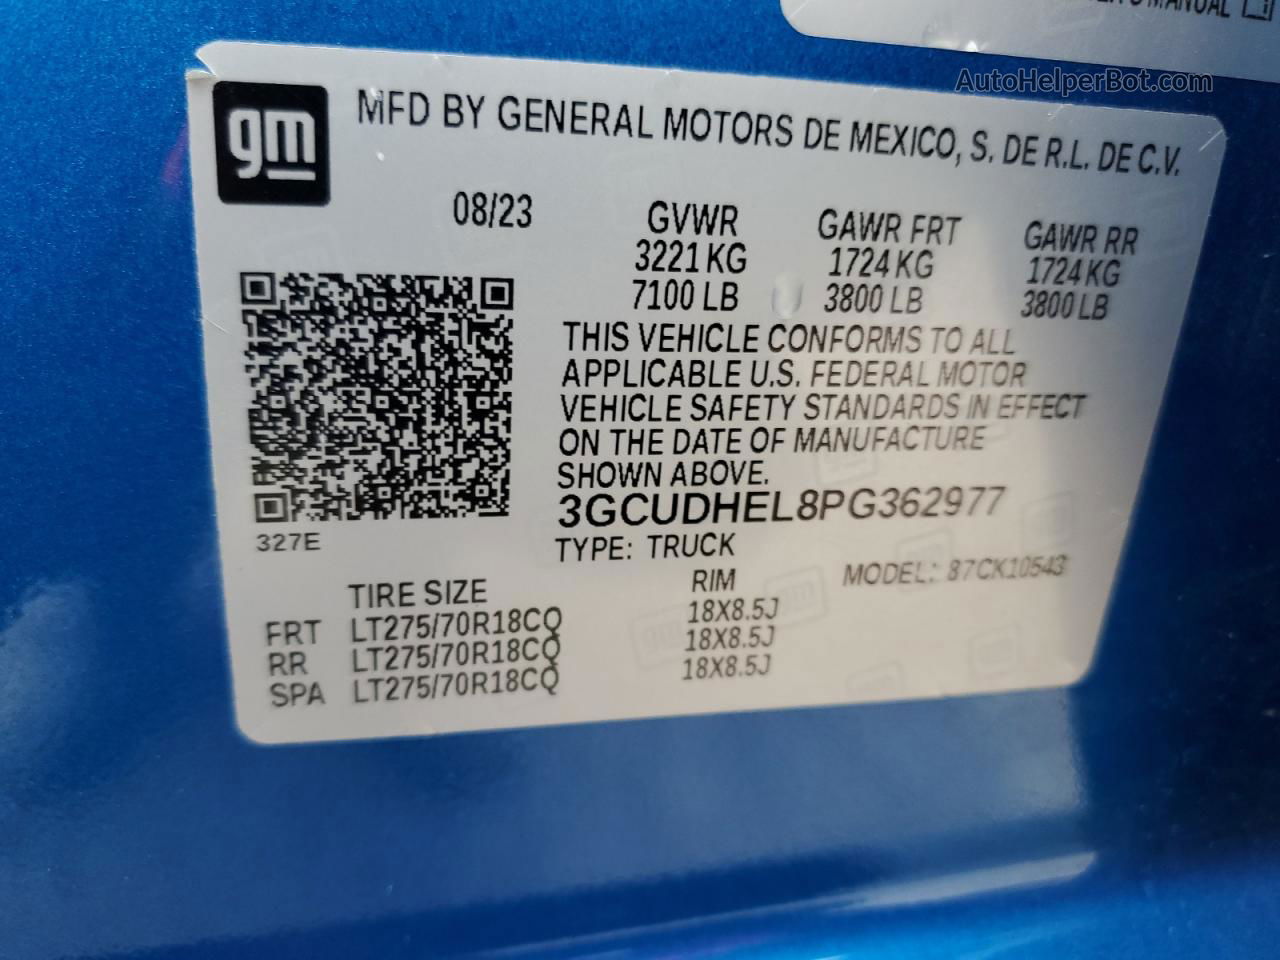 MANUAL
AutoHelperBot.com
gm
MFD BY GENERAL MOTORS DE MEXICO, S. DE R.L. DE C.V.
08/23
GVWR
3221 KG
7100 LB
GAWR FRT
1724 KG
3800 LB
GAWR RR
1724 KG
3800 LB
THIS VEHICLE CONFORMS TO ALL
APPLICABLE U.S. FEDERAL MOTOR
VEHICLE SAFETY STANDARDS IN EFFECT
ON THE DATE OF MANUFACTURE
SHOWN ABOVE.
3GCUDHEL8PG362977
327E
TYPE: TRUCK
MODEL: 87CK10543
TIRE SIZE RIM
FRT LT275/70R18CQ 18X8.5J
RR LT275/70R18CQ 18X8.5J
SPA LT275/70R18CQ 18X8.5J